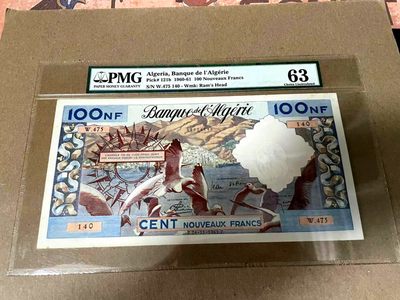 PMG
PAPER MONEY GUARANTY
Algeria, Banque de l'Algérie
Pick# 121b 1960-61 100 Nouveaux Francs
S/N W.475 140 - Wmk: Ram's Head
63
Choice Uncirculated
100NF
Banque de l'Algérie
100NF
W.475
140
CENT NOUVEAUX FRANCS
140
W.475